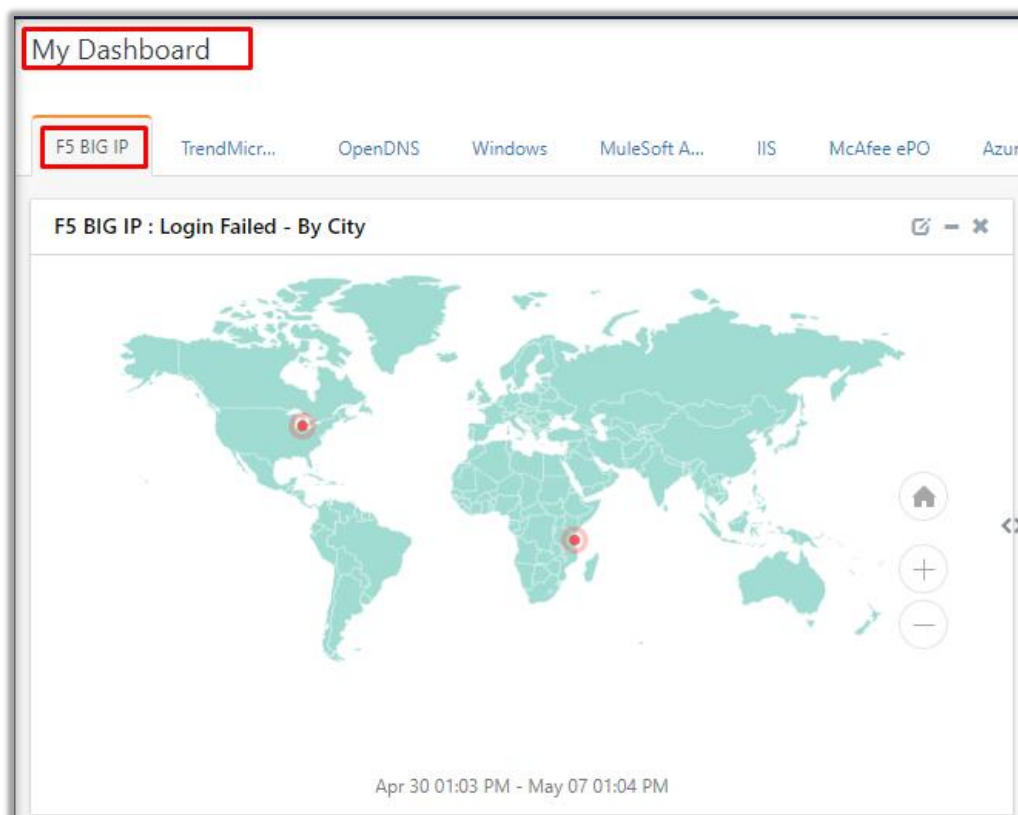 My Dashboard
F5 BIG IP TrendMicr... OpenDNS Windows MuleSoft A... IIS McAfee ePO Azur
F5 BIG IP : Login Failed - By City
Apr 30 01:03 PM - May 07 01:04 PM